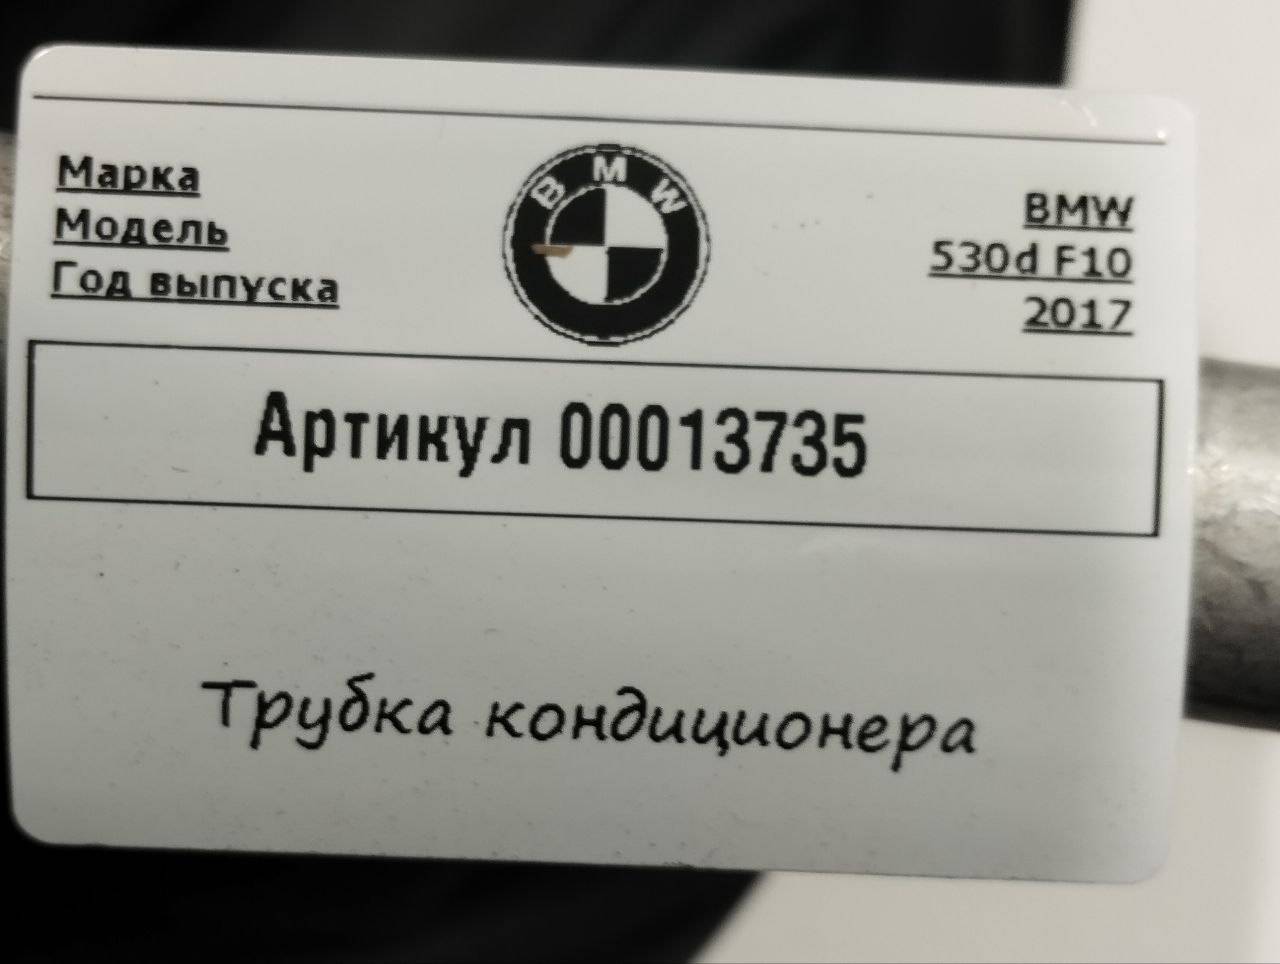 Марка
Модель
Год выпуска
BMW
BMW
530d F10
2017
Артикул 00013735
Трубка кондиционера